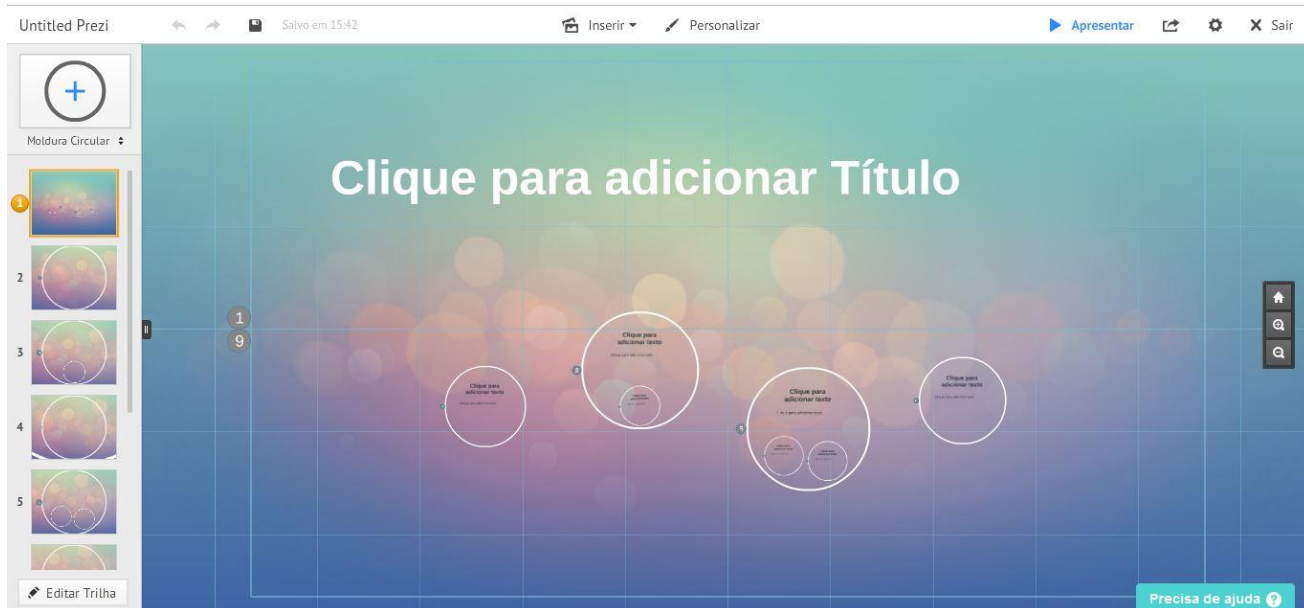 Untitled Prezi
Salvo em 15:42
Inserir
Personalizar
Apresentar
Sair
Moldura Circular
1
2
3
4
5
Editar Trilha
Clique para adicionar Título
1
9
Clique para
adicionar texto
3
Clique para
adicionar texto
5
Clique para
adicionar texto
Clique para
adicionar texto
Precisa de ajuda ?